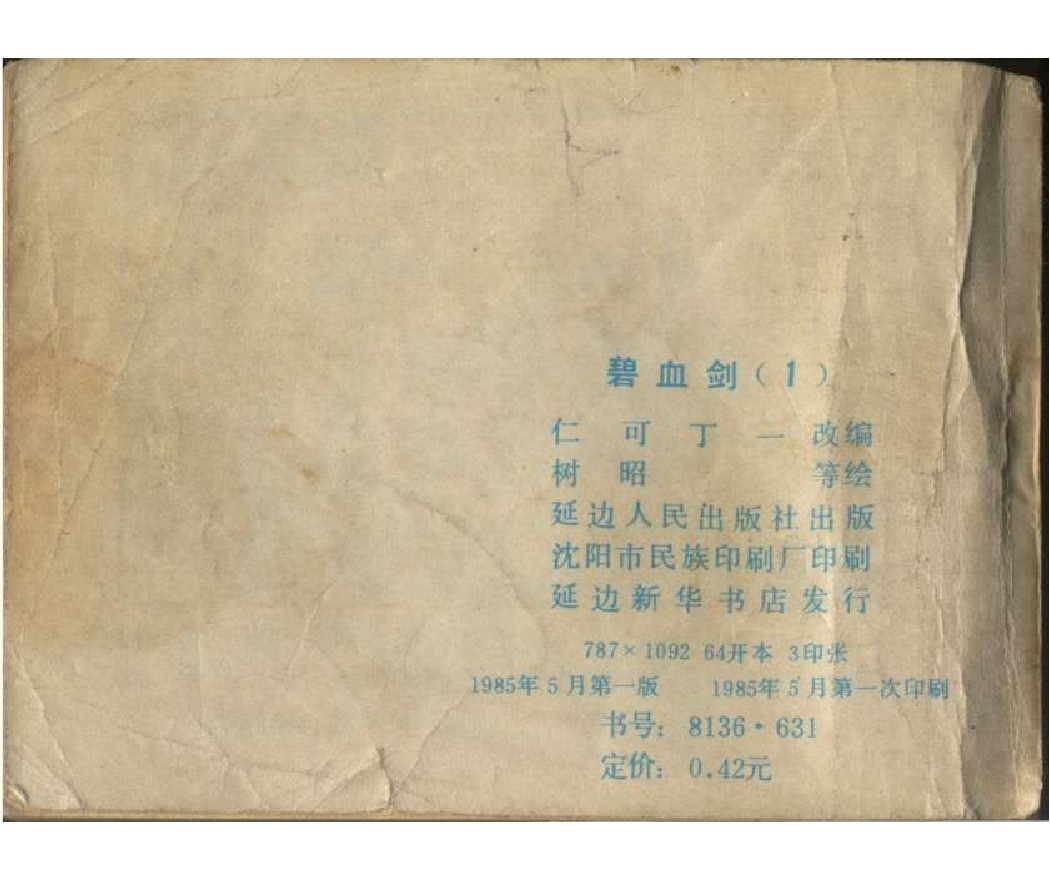 碧血剑（1）
仁 可 丁 一 改编
树 昭 等绘
延边人民出版社出版
沈阳市民族印刷厂印刷
延边新华书店发行
787×1092 64开本 3印张
1985年5月第一版 1985年5月第一次印刷
书号：8136·631
定价：0.42元